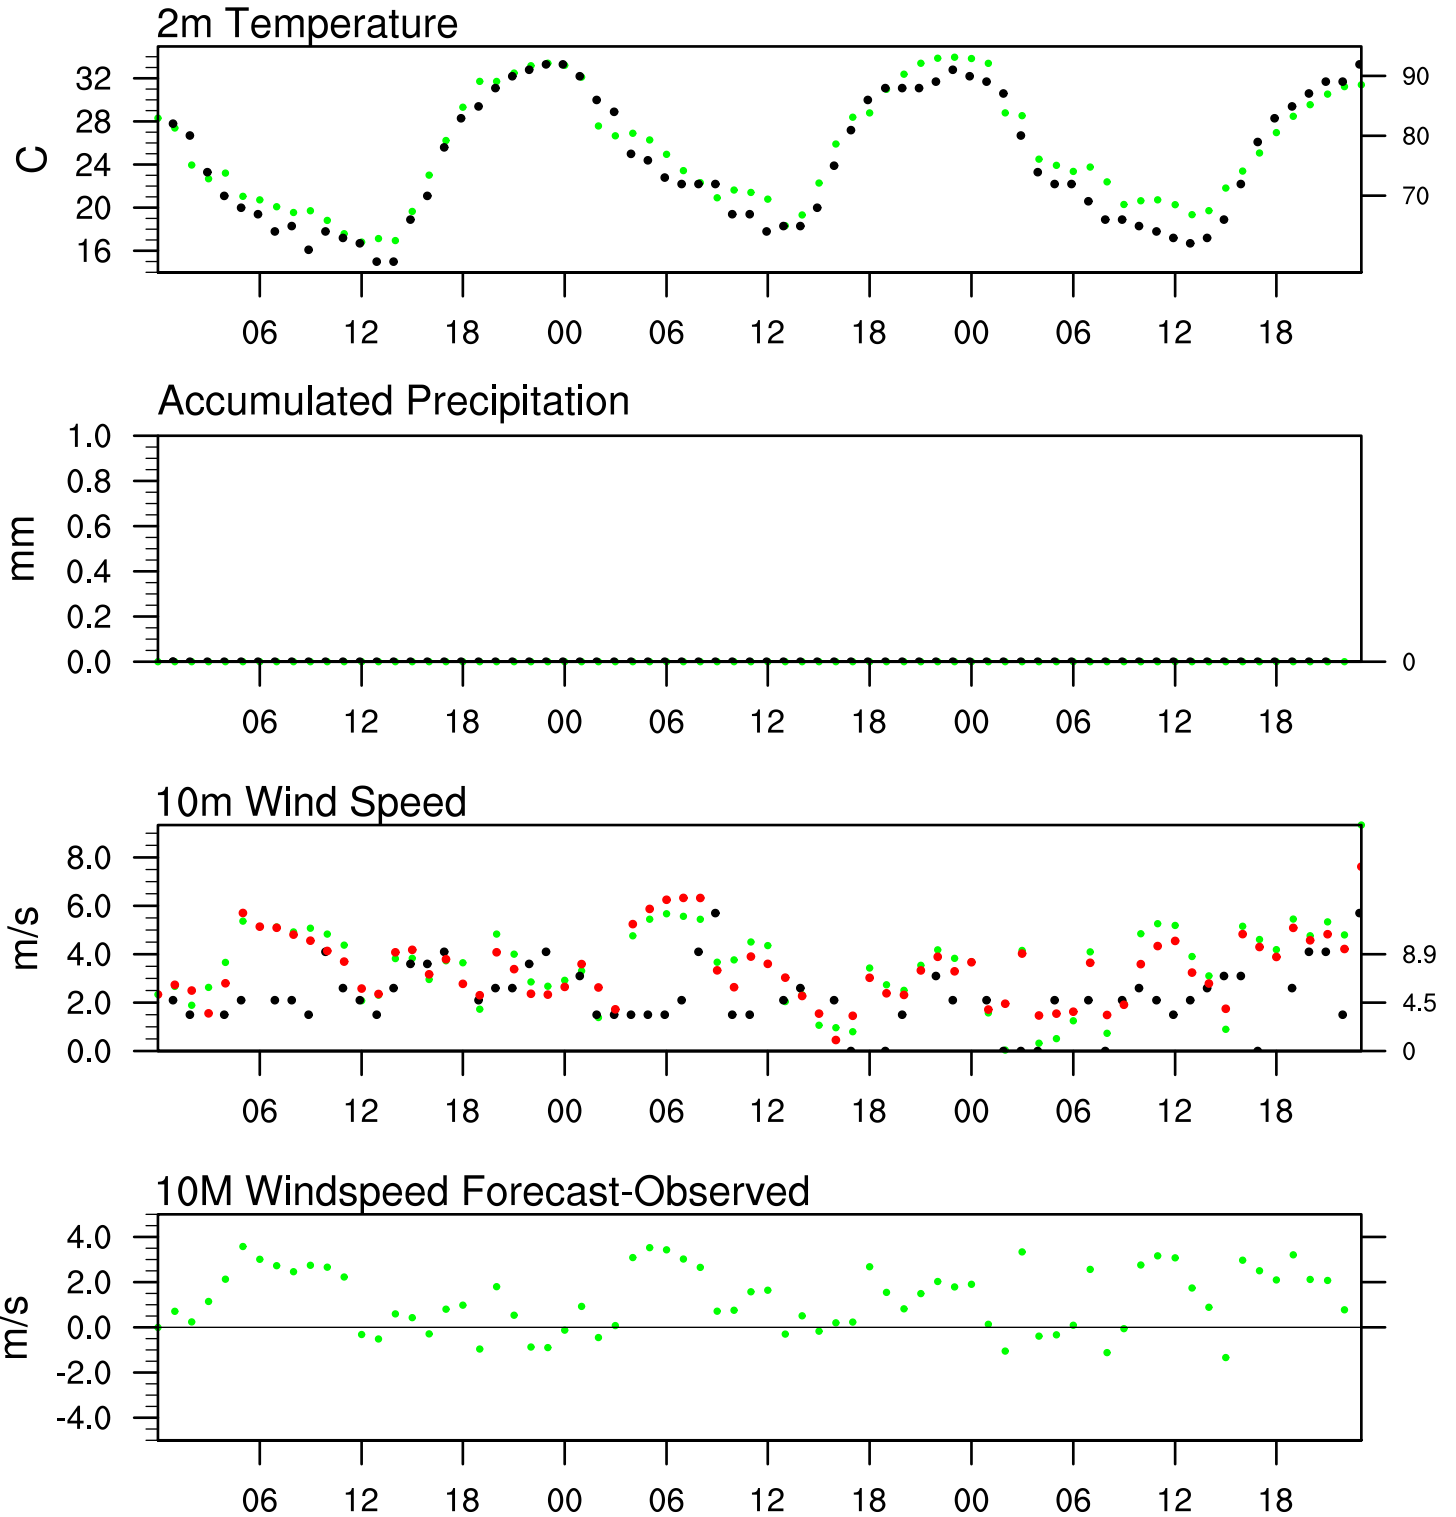 2m Temperature
32
28
24
20
16
C
90
80
70
06 12 18 00 06 12 18 00 06 12 18
Accumulated Precipitation
1.0
0.8
0.6
0.4
0.2
0.0
mm
0
06 12 18 00 06 12 18 00 06 12 18
10m Wind Speed
8.0
6.0
4.0
2.0
0.0
m/s
8.9
4.5
0
06 12 18 00 06 12 18 00 06 12 18
10M Windspeed Forecast-Observed
4.0
2.0
0.0
-2.0
-4.0
m/s
06 12 18 00 06 12 18 00 06 12 18